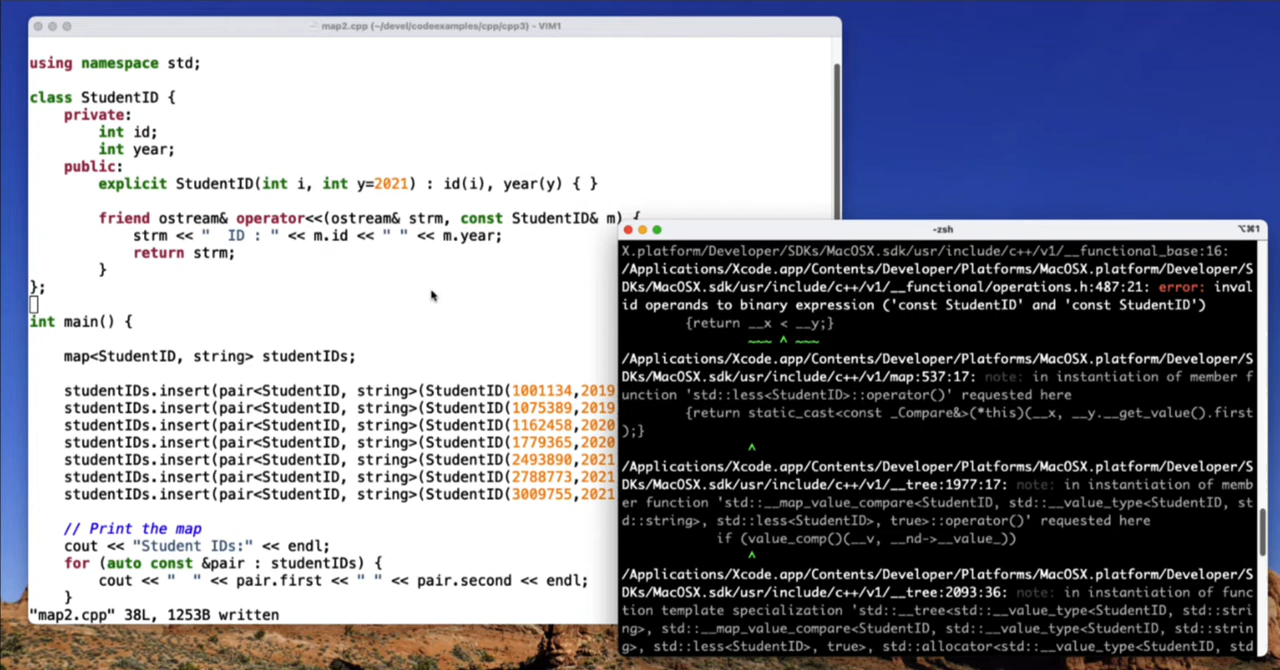 map2.cpp (~/devel/codeexamples/cpp/cpp3) - VIM1
using namespace std;
class StudentID {
private:
int id;
int year;
public:
explicit StudentID(int i, int y=2021) : id(i), year(y) { }
friend ostream& operator<<(ostream& strm, const StudentID& m) {
strm << "  ID : " << m.id << " " << m.year;
return strm;
}
};
int main() {
map<StudentID, string> studentIDs;
studentIDs.insert(pair<StudentID, string>(StudentID(1001134,2019
studentIDs.insert(pair<StudentID, string>(StudentID(1075389,2019
studentIDs.insert(pair<StudentID, string>(StudentID(1162458,2020
studentIDs.insert(pair<StudentID, string>(StudentID(1779365,2020
studentIDs.insert(pair<StudentID, string>(StudentID(2493890,2021
studentIDs.insert(pair<StudentID, string>(StudentID(2788773,2021
studentIDs.insert(pair<StudentID, string>(StudentID(3009755,2021
// Print the map
cout << "Student IDs:" << endl;
for (auto const &pair : studentIDs) {
cout << "  " << pair.first << " " << pair.second << endl;
}
"map2.cpp" 38L, 1253B written
-zsh
⌥⌘1
X.platform/Developer/SDKs/MacOSX.sdk/usr/include/c++/v1/__functional_base:16:
/Applications/Xcode.app/Contents/Developer/Platforms/MacOSX.platform/Developer/S
DKs/MacOSX.sdk/usr/include/c++/v1/__functional/operations.h:487:21: error: inval
id operands to binary expression ('const StudentID' and 'const StudentID')
{return __x < __y;}
~~~ ^ ~~~
/Applications/Xcode.app/Contents/Developer/Platforms/MacOSX.platform/Developer/S
DKs/MacOSX.sdk/usr/include/c++/v1/map:537:17: note: in instantiation of member f
unction 'std::less<StudentID>::operator()' requested here
{return static_cast<const _Compare&>(*this)(__x, __y.__get_value().first
);}
^
/Applications/Xcode.app/Contents/Developer/Platforms/MacOSX.platform/Developer/S
DKs/MacOSX.sdk/usr/include/c++/v1/__tree:1977:17: note: in instantiation of memb
er function 'std::__map_value_compare<StudentID, std::__value_type<StudentID, st
d::string>, std::less<StudentID>, true>::operator()' requested here
if (value_comp()(__v, __nd->__value_))
^
/Applications/Xcode.app/Contents/Developer/Platforms/MacOSX.platform/Developer/S
DKs/MacOSX.sdk/usr/include/c++/v1/__tree:2093:36: note: in instantiation of func
tion template specialization 'std::__tree<std::__value_type<StudentID, std::stri
ng>, std::__map_value_compare<StudentID, std::__value_type<StudentID, std::strin
g>, std::less<StudentID>, true>, std::allocator<std::__value_type<StudentID, std